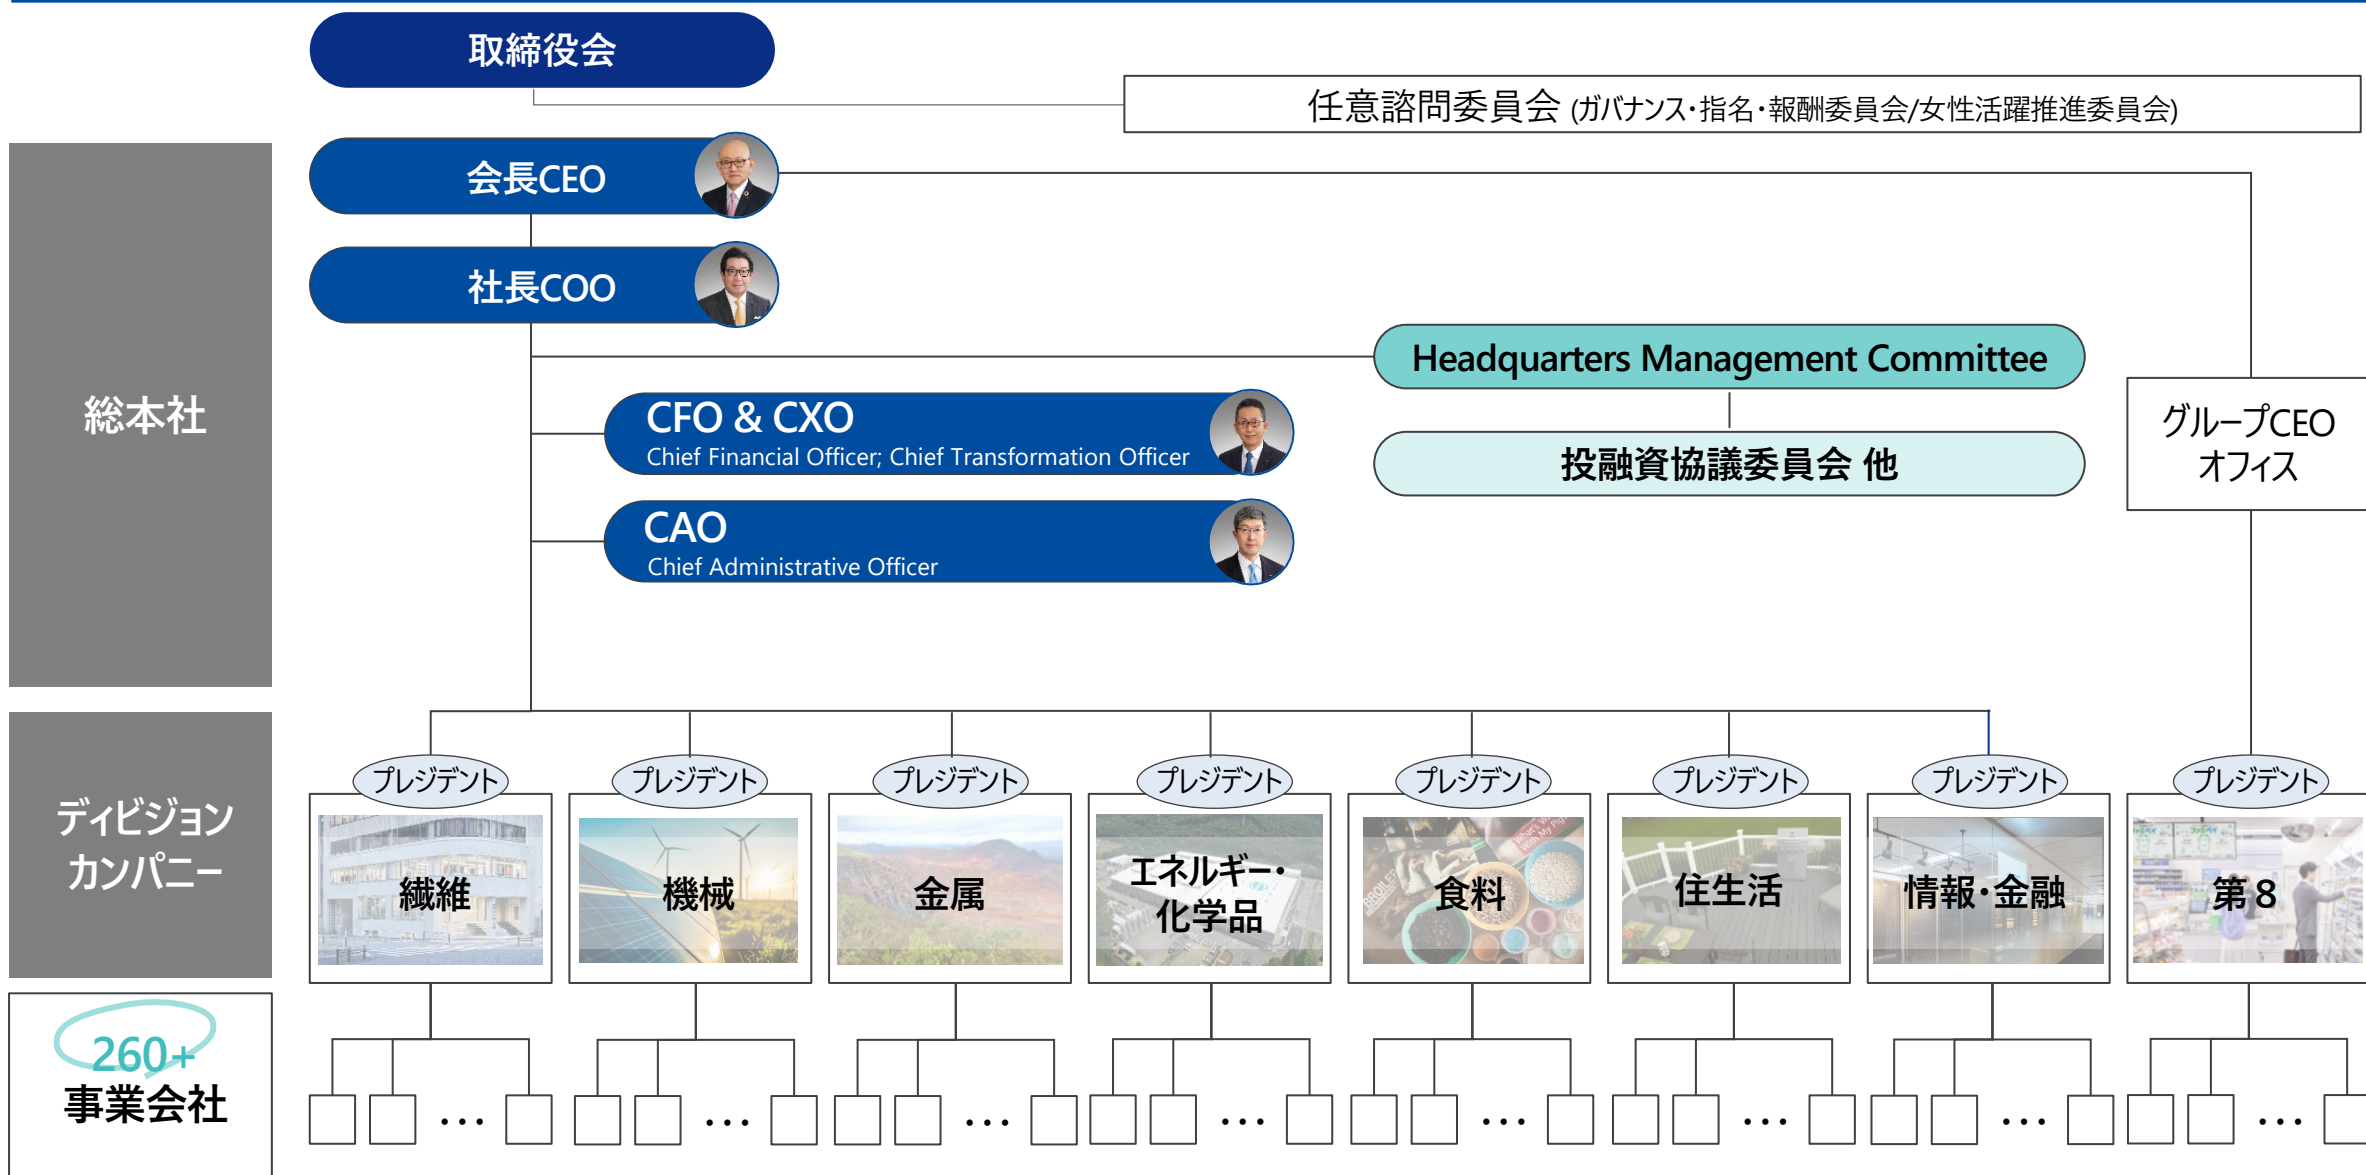 取締役会
任意諮問委員会 (ガバナンス・指名・報酬委員会/女性活躍推進委員会)
総本社
会長CEO
社長COO
Headquarters Management Committee
CFO & CXO
Chief Financial Officer; Chief Transformation Officer
投融資協議委員会 他
グループCEO
オフィス
CAO
Chief Administrative Officer
ディビジョン
カンパニー
プレジデント
プレジデント
プレジデント
プレジデント
プレジデント
プレジデント
プレジデント
プレジデント
繊維
機械
金属
エネルギー・
化学品
食料
住生活
情報・金融
第８
260+
事業会社
…
…
…
…
…
…
…
…